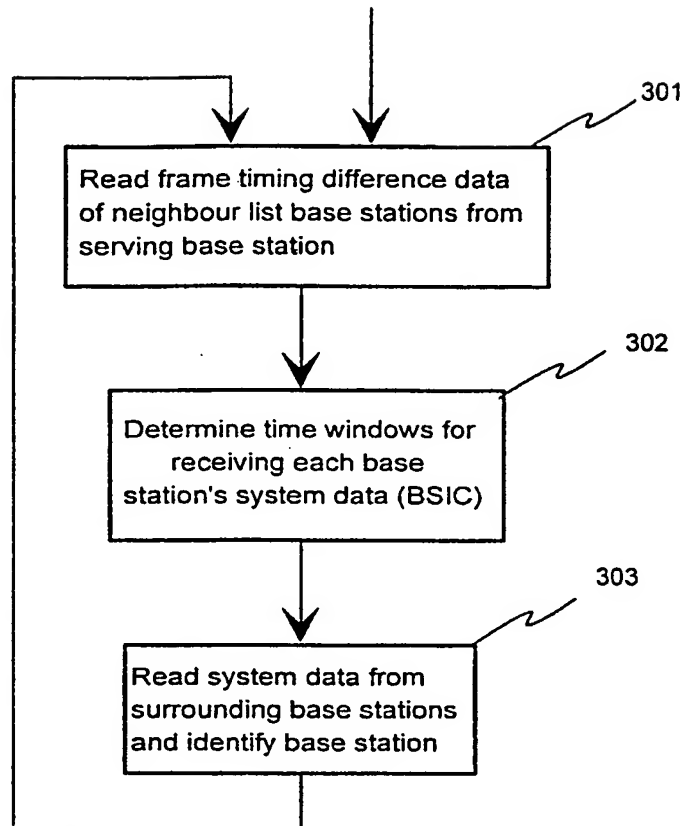 301
Read frame timing difference data
of neighbour list base stations from
serving base station
302
Determine time windows for
receiving each base
station's system data (BSIC)
303
Read system data from
surrounding base stations
and identify base station